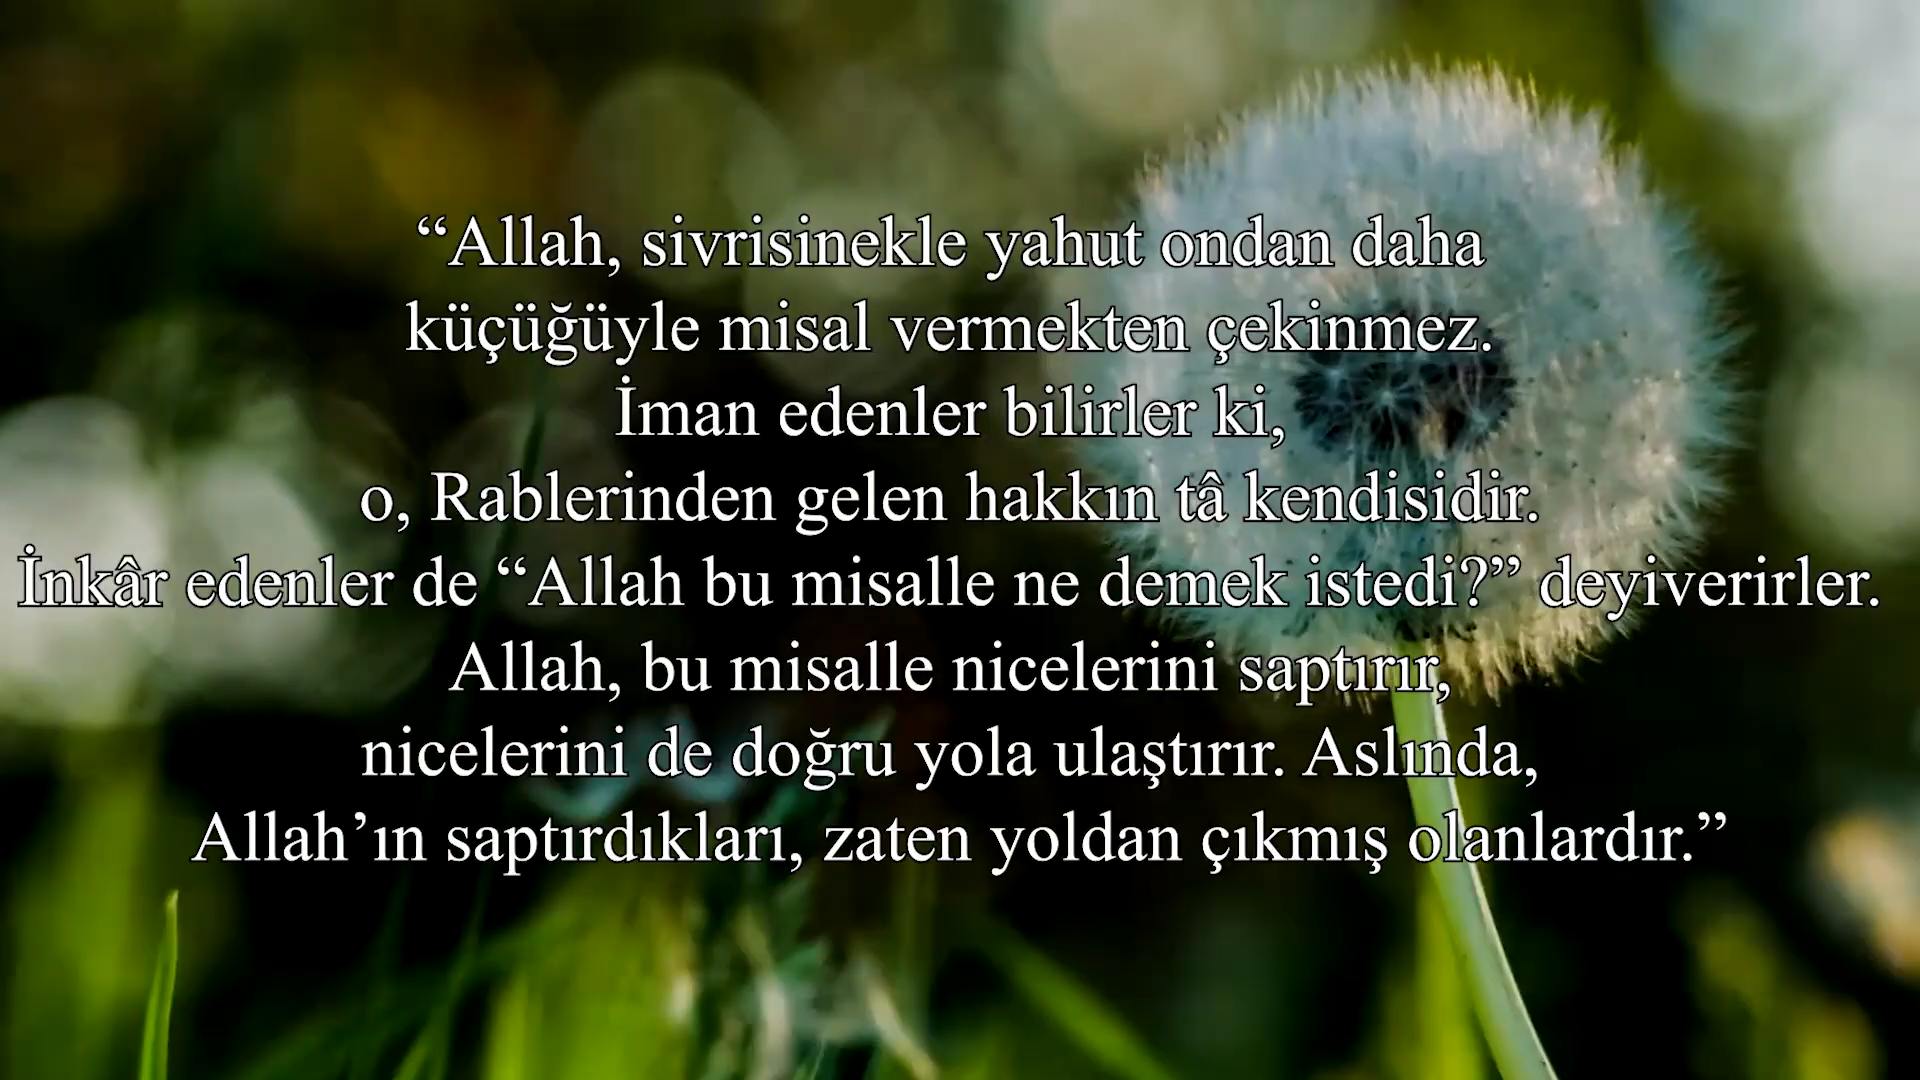 “Allah, sivrisinekle yahut ondan daha
küçüğüyle misal vermekten çekinmez.
İman edenler bilirler ki,
o, Rablerinden gelen hakkın tâ kendisidir.
İnkâr edenler de “Allah bu misalle ne demek istedi?” deyiverirler.
Allah, bu misalle nicelerini saptırır,
nicelerini de doğru yola ulaştırır. Aslında,
Allah’ın saptırdıkları, zaten yoldan çıkmış olanlardır.”